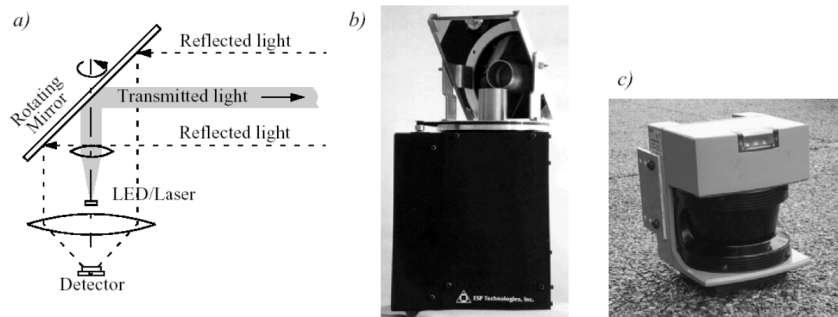 a)
Reflected light
Rotating
Mirror
Transmitted light
Reflected light
LED/Laser
Detector
b)
ESP Technologies, Inc.
c)